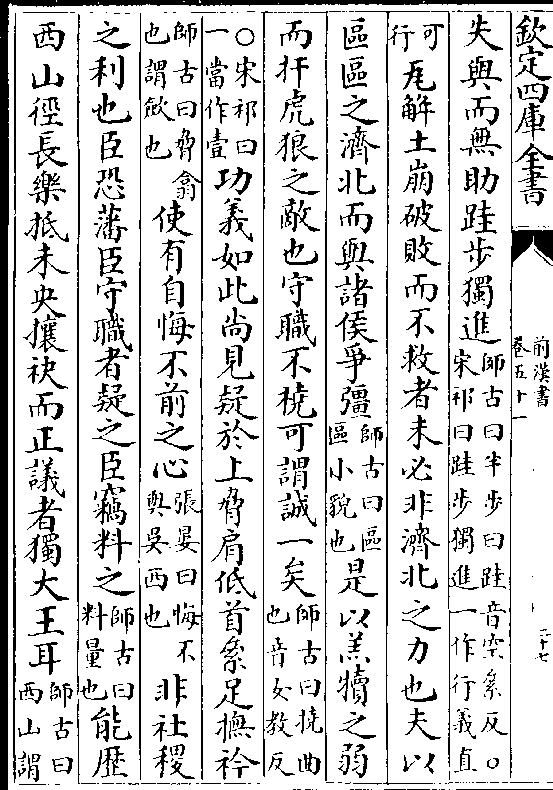 欽定四庫全書
前漢書
卷五十一
二十七
失與而無助跬步獨進師古曰半步曰跬音空絫反○宋祁曰跬步獨進一作行義直
可行瓦解土崩破敗而不救者未必非濟北之力也夫以
區區之濟北而與諸侯爭彊師古曰區區小貌也是以羔犢之弱
而扞虎狼之敵也守職不橈可謂誠一矣師古曰橈曲也音女教反
○宋祁曰一當作壹功義如此尚見疑於上脅肩低首絫足撫衿
師古曰脅翕也謂斂也使有自悔不前之心張晏曰悔不與吳西也非社稷
之利也臣恐藩臣守職者疑之臣竊料之師古曰料量也能歴
西山徑長樂抵未央攘袂而正議者獨大王耳師古曰西山謂